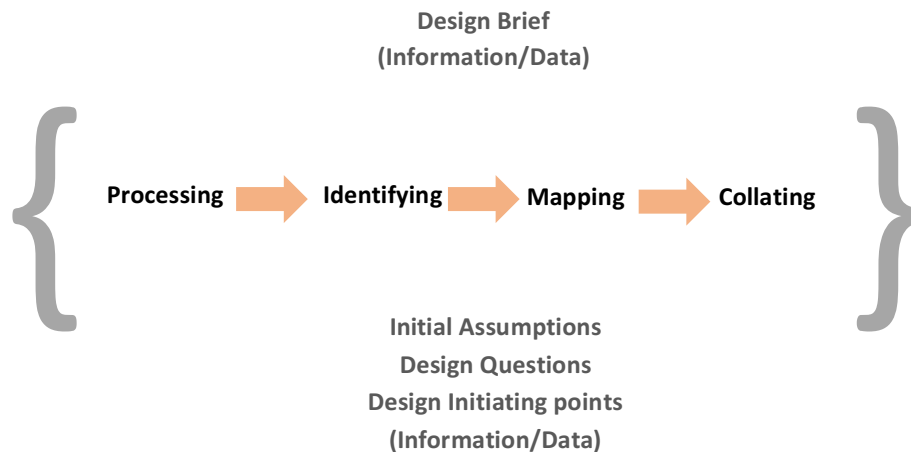 Design Brief
(Information/Data)
Processing Identifying Mapping Collating
Initial Assumptions
Design Questions
Design Initiating points
(Information/Data)